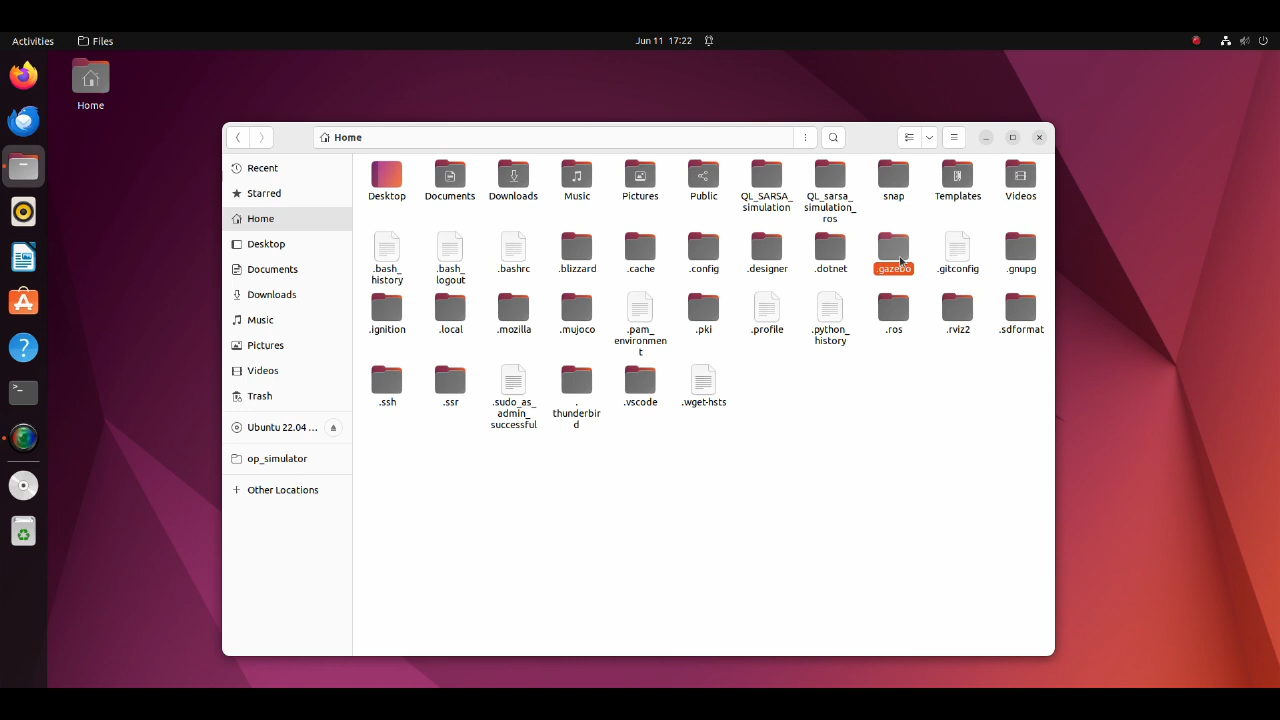 Activities
Files
Jun 11 17:22
Home
Home
Recent
Starred
Home
Desktop
Documents
Downloads
Music
Pictures
Videos
Trash
Ubuntu 22.04 ...
op_simulator
+ Other Locations
Desktop
Documents
Downloads
Music
Pictures
Public
QL_SARSA_
simulation
QL_sarsa_
simulation_
ros
snap
Templates
Videos
.bash_
history
.bash_
logout
.bashrc
.blizzard
.cache
.config
.designer
.dotnet
.gazebo
.gitconfig
.gnupg
.ignition
.local
.mozilla
.mujoco
.pam_
environmen
t
.pki
.profile
.python_
history
.ros
.rviz2
.sdformat
.ssh
.ssr
.sudo_as_
admin_
successful
.
thunderbir
d
.vscode
.wget-hsts